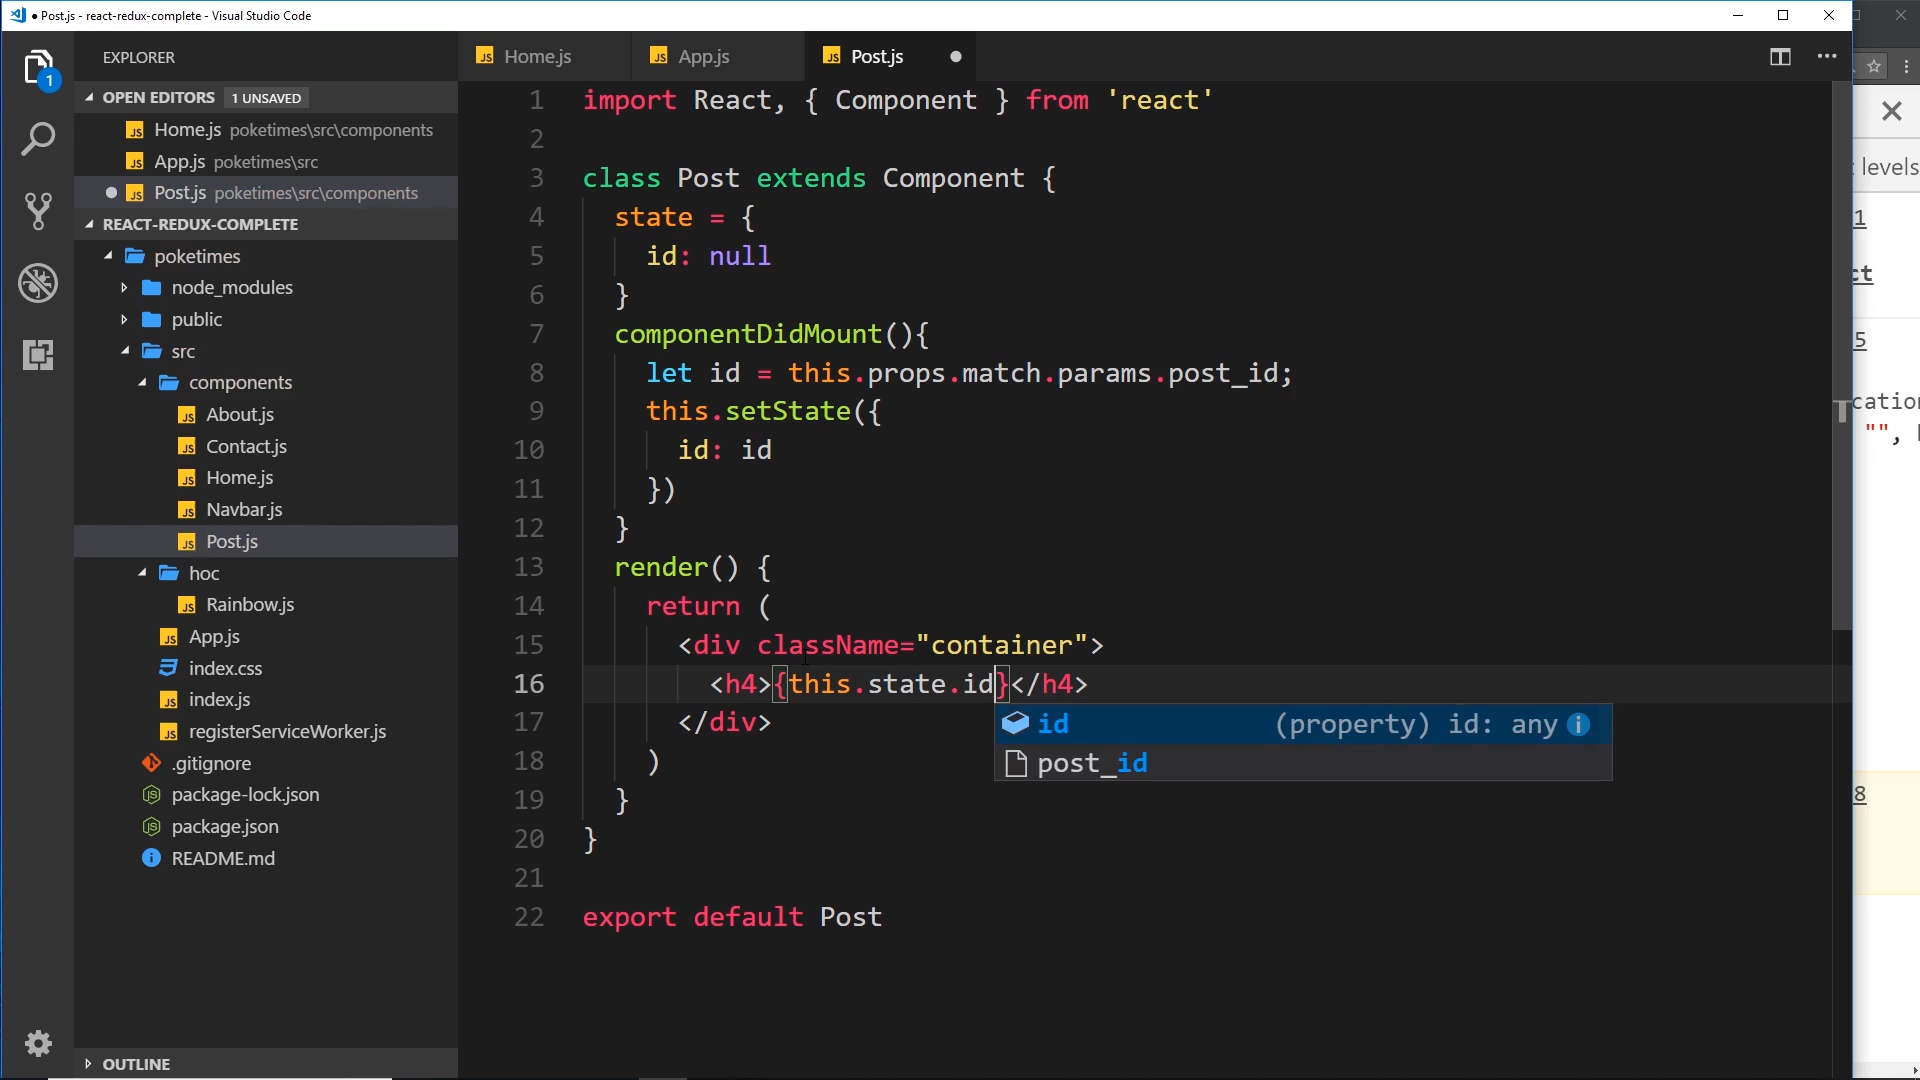 Post.js - react-redux-complete - Visual Studio Code
EXPLORER
OPEN EDITORS 1 UNSAVED
Home.js poketimes\src\components
App.js poketimes\src
Post.js poketimes\src\components
REACT-REDUX-COMPLETE
poketimes
node_modules
public
src
components
About.js
Contact.js
Home.js
Navbar.js
Post.js
hoc
Rainbow.js
App.js
index.css
index.js
registerServiceWorker.js
.gitignore
package-lock.json
package.json
README.md
OUTLINE
1
Home.js
App.js
Post.js
1 import React, { Component } from 'react'
2
3 class Post extends Component {
4 state = {
5 id: null
6 }
7 componentDidMount(){
8 let id = this.props.match.params.post_id;
9 this.setState({
10 id: id
11 })
12 }
13 render() {
14 return (
15 <div className="container">
16 <h4>{this.state.id}</h4>
17 </div>
18 )
19 }
20 }
21
22 export default Post
id (property) id: any
post_id
levels
1
ct
5
cation
"",
8